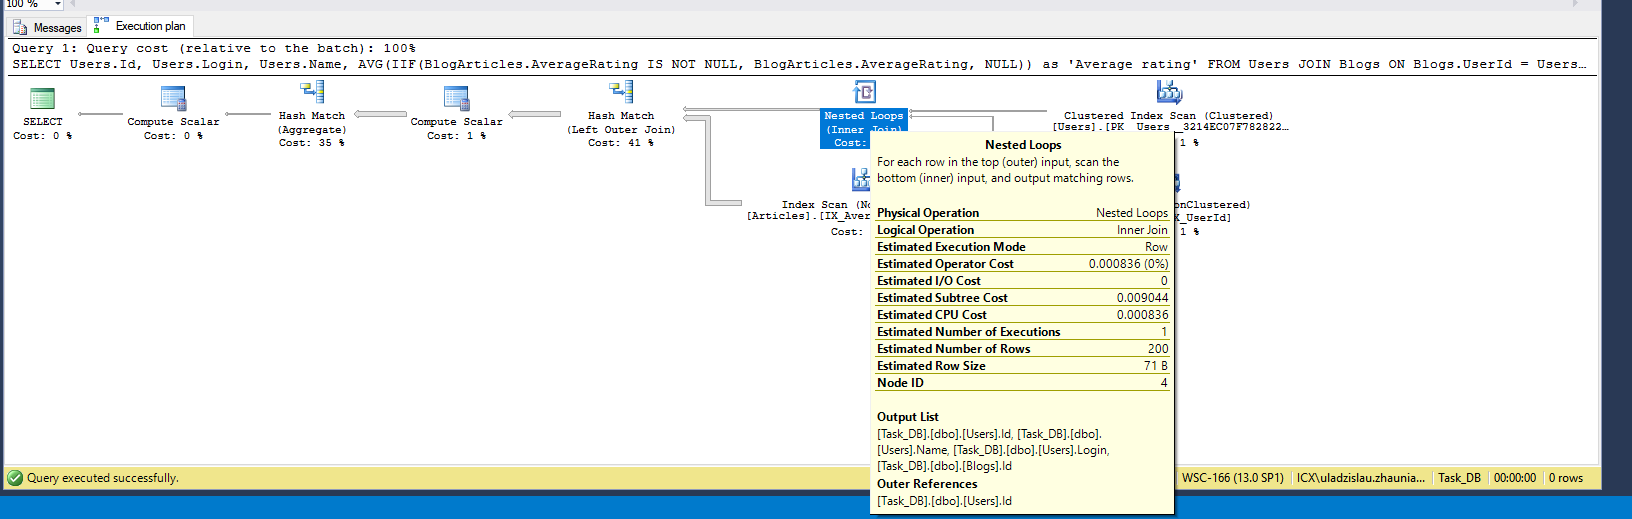 100 %
Messages
Execution plan
Query 1: Query cost (relative to the batch): 100%
SELECT Users.Id, Users.Login, Users.Name, AVG(IIF(BlogArticles.AverageRating IS NOT NULL, BlogArticles.AverageRating, NULL)) as 'Average rating' FROM Users JOIN Blogs ON Blogs.UserId = Users…
SELECT
Cost: 0 %
Compute Scalar
Cost: 0 %
Hash Match
(Aggregate)
Cost: 35 %
Compute Scalar
Cost: 1 %
Hash Match
(Left Outer Join)
Cost: 41 %
Nested Loops
(Inner Join)
Cost:
Clustered Index Scan (Clustered)
[Users].[PK_Users_3214EC07F782822…
1 %
Index Scan (No
[Articles].[IX_Aver
Cost:
onClustered)
X_UserId]
1 %
Nested Loops
For each row in the top (outer) input, scan the
bottom (inner) input, and output matching rows.
Physical Operation Nested Loops
Logical Operation Inner Join
Estimated Execution Mode Row
Estimated Operator Cost 0.000836 (0%)
Estimated I/O Cost 0
Estimated Subtree Cost 0.009044
Estimated CPU Cost 0.000836
Estimated Number of Executions 1
Estimated Number of Rows 200
Estimated Row Size 71 B
Node ID 4
Output List
[Task_DB].[dbo].[Users].Id, [Task_DB].[dbo].
[Users].Name, [Task_DB].[dbo].[Users].Login,
[Task_DB].[dbo].[Blogs].Id
Outer References
[Task_DB].[dbo].[Users].Id
Query executed successfully.
WSC-166 (13.0 SP1)
ICX\uladzislau.zhaunia...
Task_DB
00:00:00
0 rows